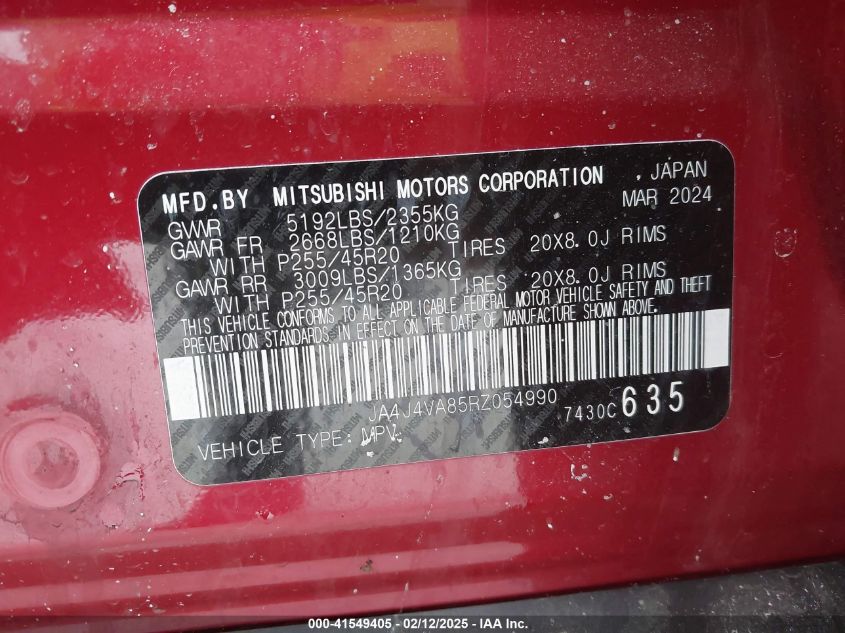 MFD.BY MITSUBISHI MOTORS CORPORATION , JAPAN
MAR 2024
GVWR 5192LBS/2355KG
GAWR FR 2668LBS/1210KG
WITH P255/45R20 TIRES 20X8.0J RIMS
GAWR RR 3009LBS/1365KG
WITH P255/45R20 TIRES 20X8.0J RIMS
THIS VEHICLE CONFORMS TO ALL APPLICABLE FEDERAL MOTOR VEHICLE SAFETY AND THEFT
PREVENTION STANDARDS IN EFFECT ON THE DATE OF MANUFACTURE SHOWN ABOVE.
JA4J4VA85RZ054990
7430C 635
VEHICLE TYPE: MPV
000-41549405 - 02/12/2025 - IAA, Inc.